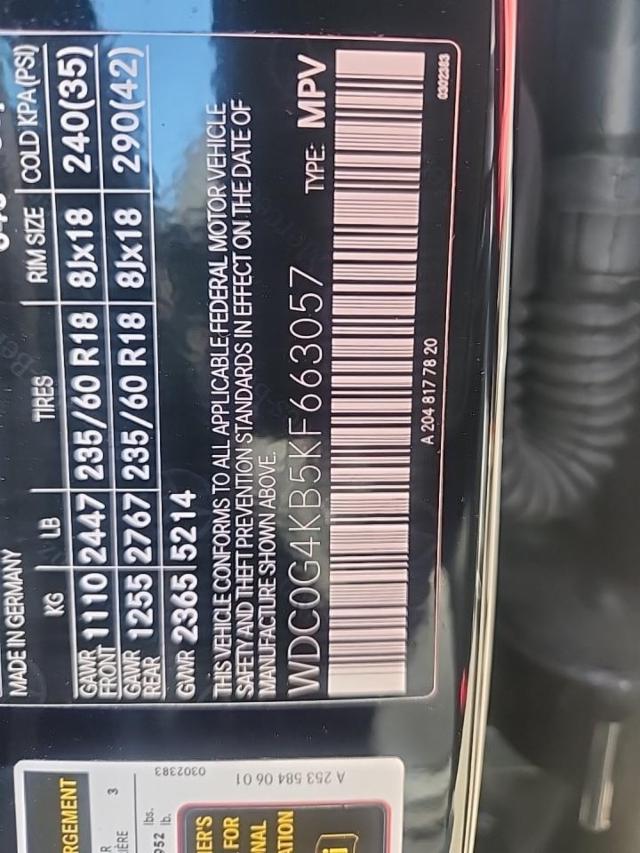 MADE IN GERMANY
KG LB TIRES RIM SIZE COLD KPA (PSI)
GAWR FRONT 1110 2447 235/60 R18 8Jx18 240(35)
GAWR REAR 1255 2767 235/60 R18 8Jx18 290(42)
GVWR 2365 5214
THIS VEHICLE CONFORMS TO ALL APPLICABLE FEDERAL MOTOR VEHICLE
SAFETY AND THEFT PREVENTION STANDARDS IN EFFECT ON THE DATE OF
MANUFACTURE SHOWN ABOVE.
WDC0G4KB5KF663057 TYPE: MPV
A 204 817 78 20
0302383
RGEMENT
3
R
IÈRE
lbs.
952 lb.
0302383
A 253 584 06 01
ER'S
FOR
NAL
ATION
i